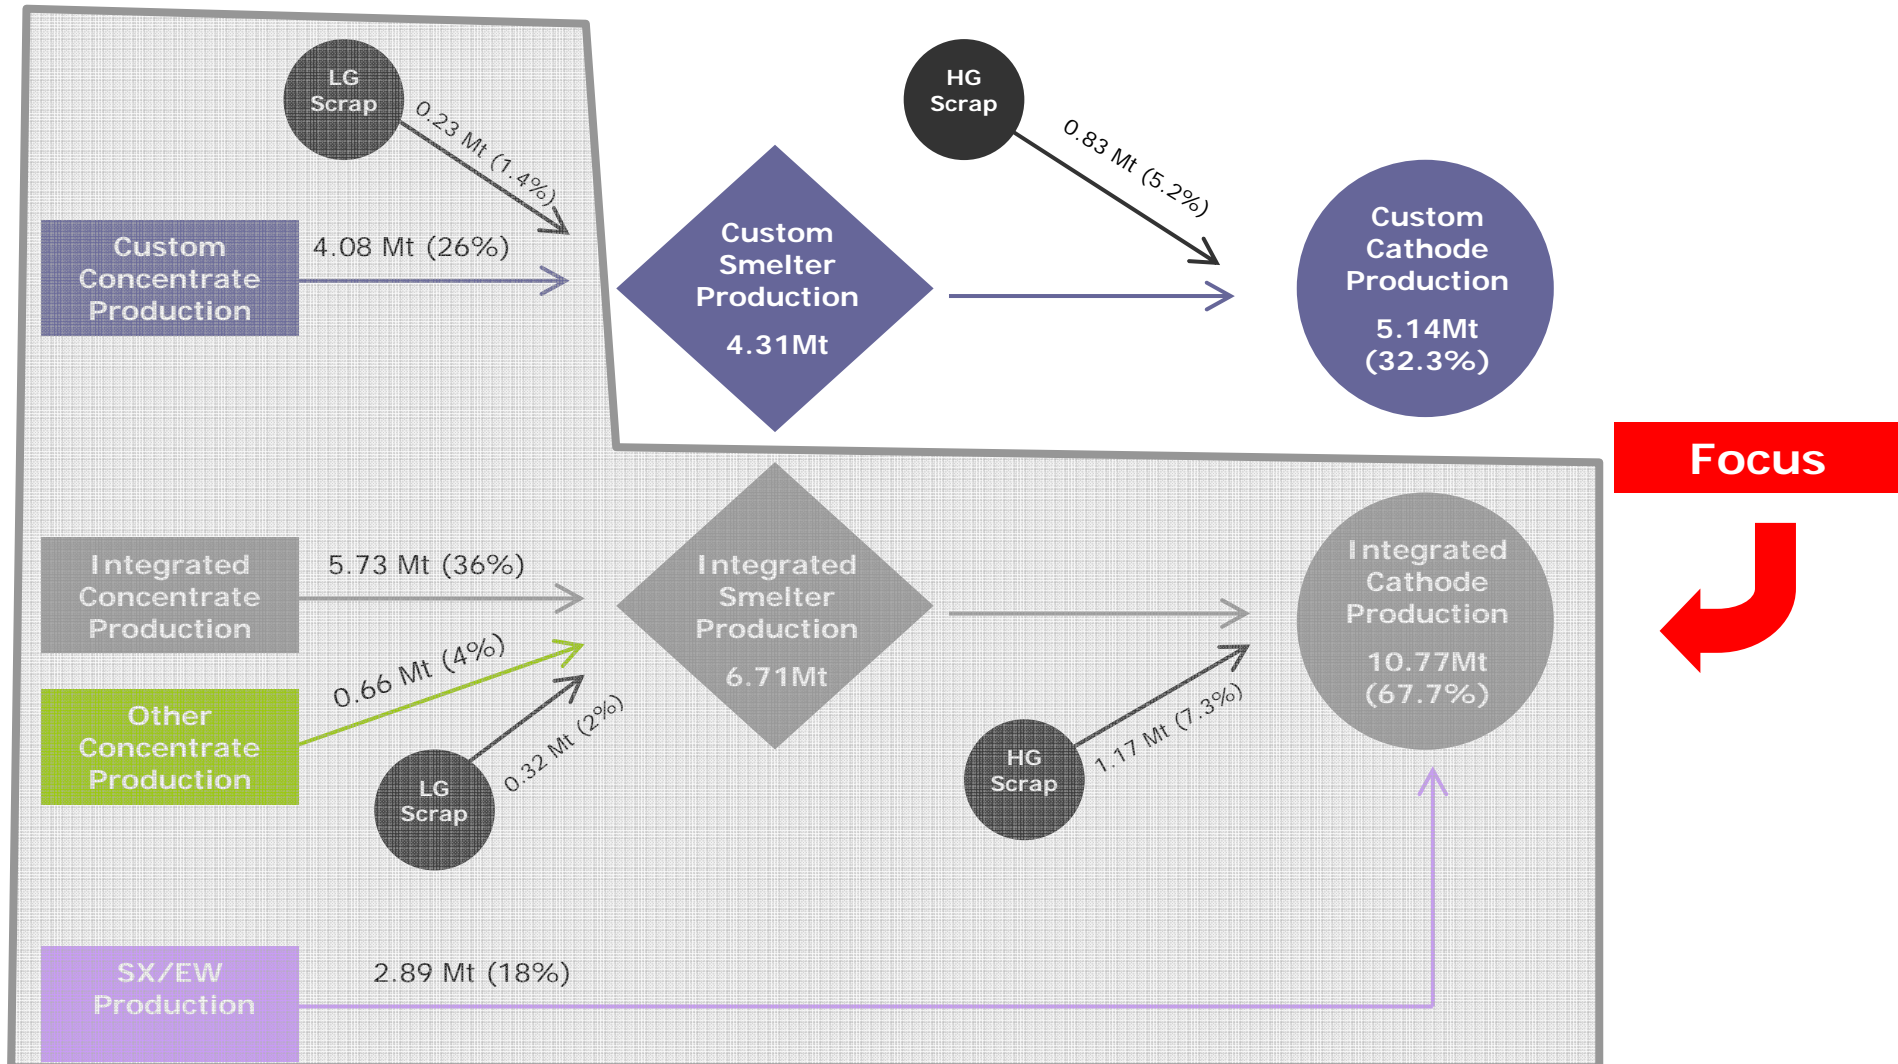 LG
Scrap
0.23 Mt (1.4%)
HG
Scrap
0.83 Mt (5.2%)
Custom
Concentrate
Production
4.08 Mt (26%)
Custom
Smelter
Production
4.31Mt
Custom
Cathode
Production
5.14Mt
(32.3%)
Focus
Integrated
Concentrate
Production
5.73 Mt (36%)
Integrated
Smelter
Production
6.71Mt
Integrated
Cathode
Production
10.77Mt
(67.7%)
Other
Concentrate
Production
0.66 Mt (4%)
LG
Scrap
0.32 Mt (2%)
HG
Scrap
1.17 Mt (7.3%)
SX/EW
Production
2.89 Mt (18%)